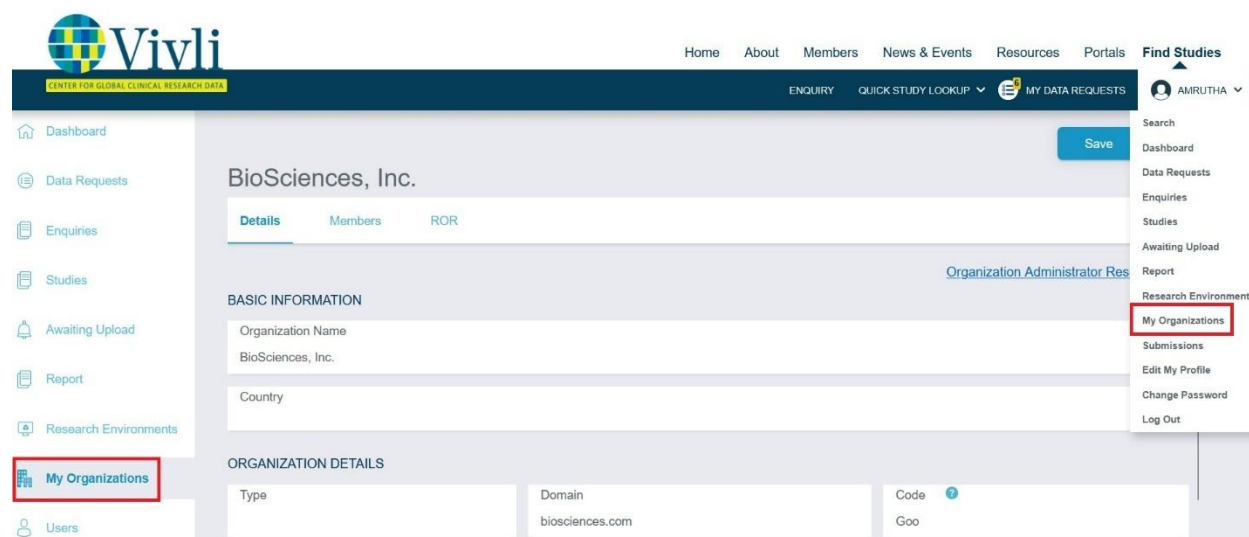 Vivli
CENTER FOR GLOBAL CLINICAL RESEARCH DATA
Home About Members News & Events Resources Portals Find Studies
ENQUIRY QUICK STUDY LOOKUP 6 MY DATA REQUESTS AMRUTHA
Dashboard
Data Requests
Enquiries
Studies
Awaiting Upload
Report
Research Environments
My Organizations
Users
Save
BioSciences, Inc.
Details Members ROR
Organization Administrator Res
BASIC INFORMATION
Organization Name
BioSciences, Inc.
Country
ORGANIZATION DETAILS
Type Domain Code ?
biosciences.com Goo
Search
Dashboard
Data Requests
Enquiries
Studies
Awaiting Upload
Report
Research Environment
My Organizations
Submissions
Edit My Profile
Change Password
Log Out